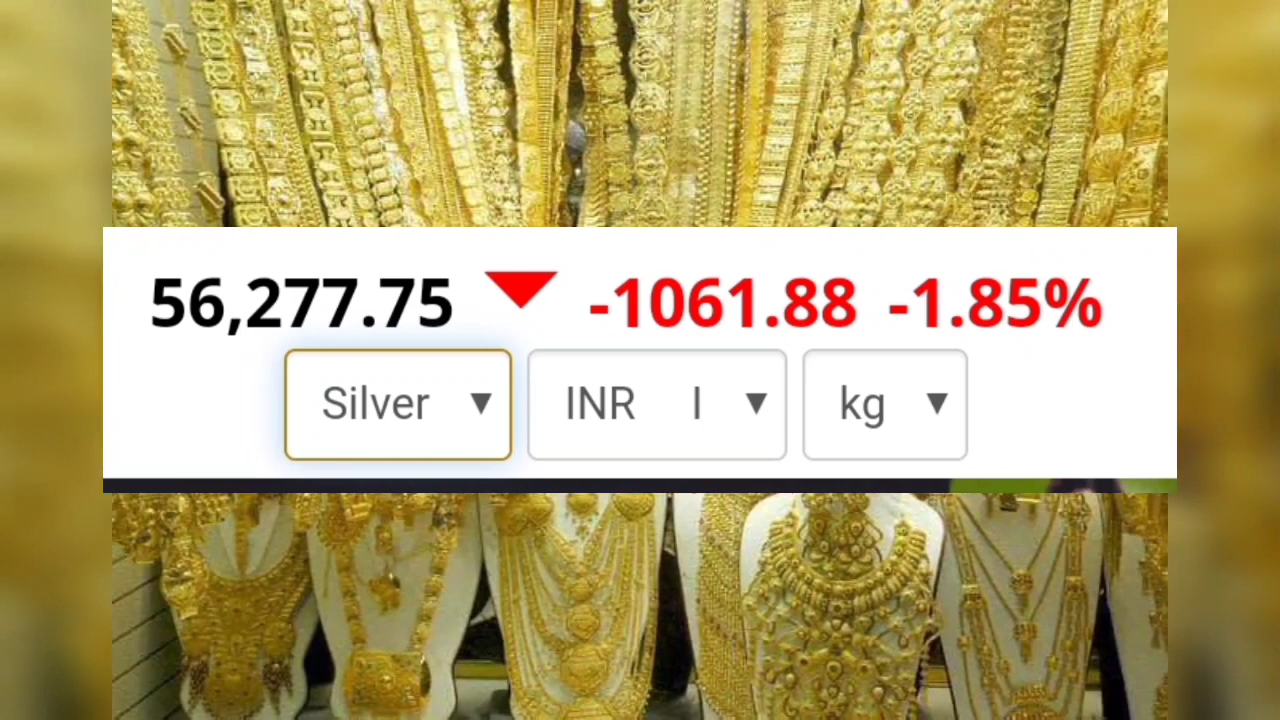 56,277.75 ▼ -1061.88 -1.85%
Silver ▼ INR I ▼ kg ▼